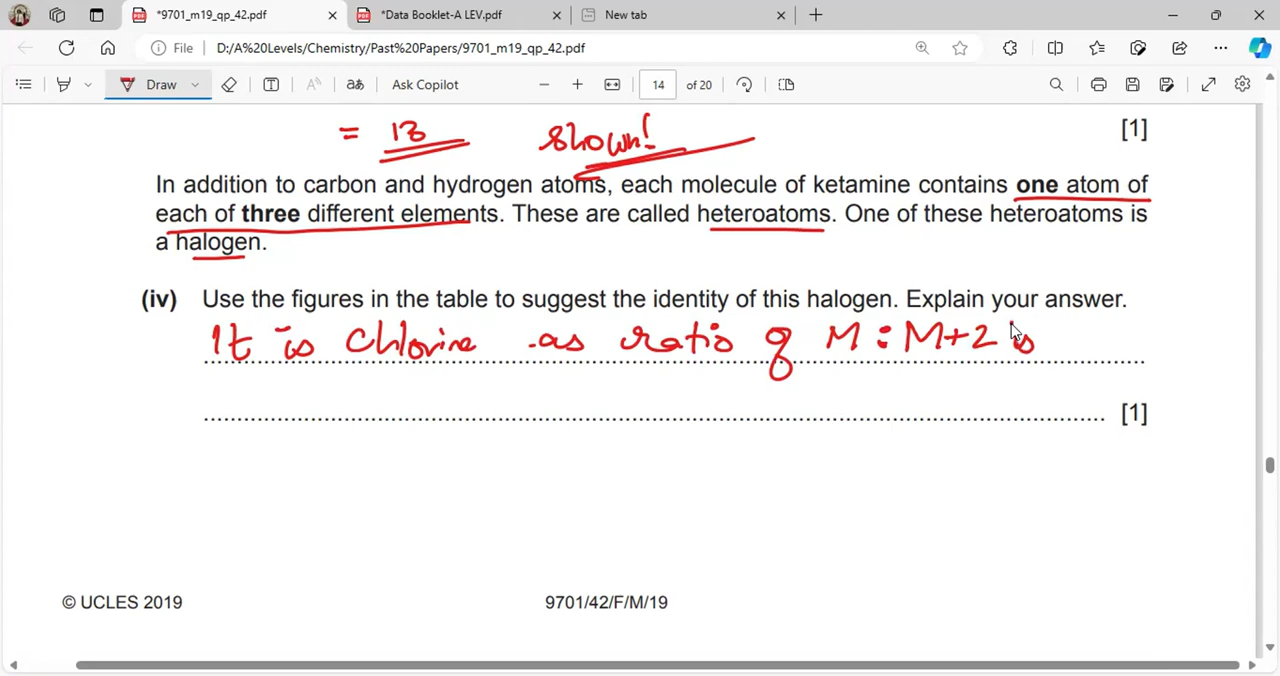 *9701_m19_qp_42.pdf
*Data Booklet-A LEV.pdf
New tab
File D:/A%20Levels/Chemistry/Past%20Papers/9701_m19_qp_42.pdf
Draw
aあ
Ask Copilot
14 of 20
= 13 shown!
[1]
In addition to carbon and hydrogen atoms, each molecule of ketamine contains one atom of
each of three different elements. These are called heteroatoms. One of these heteroatoms is
a halogen.
(iv) Use the figures in the table to suggest the identity of this halogen. Explain your answer.
It is chlorine as ratio of M : M+2 is
[1]
© UCLES 2019
9701/42/F/M/19